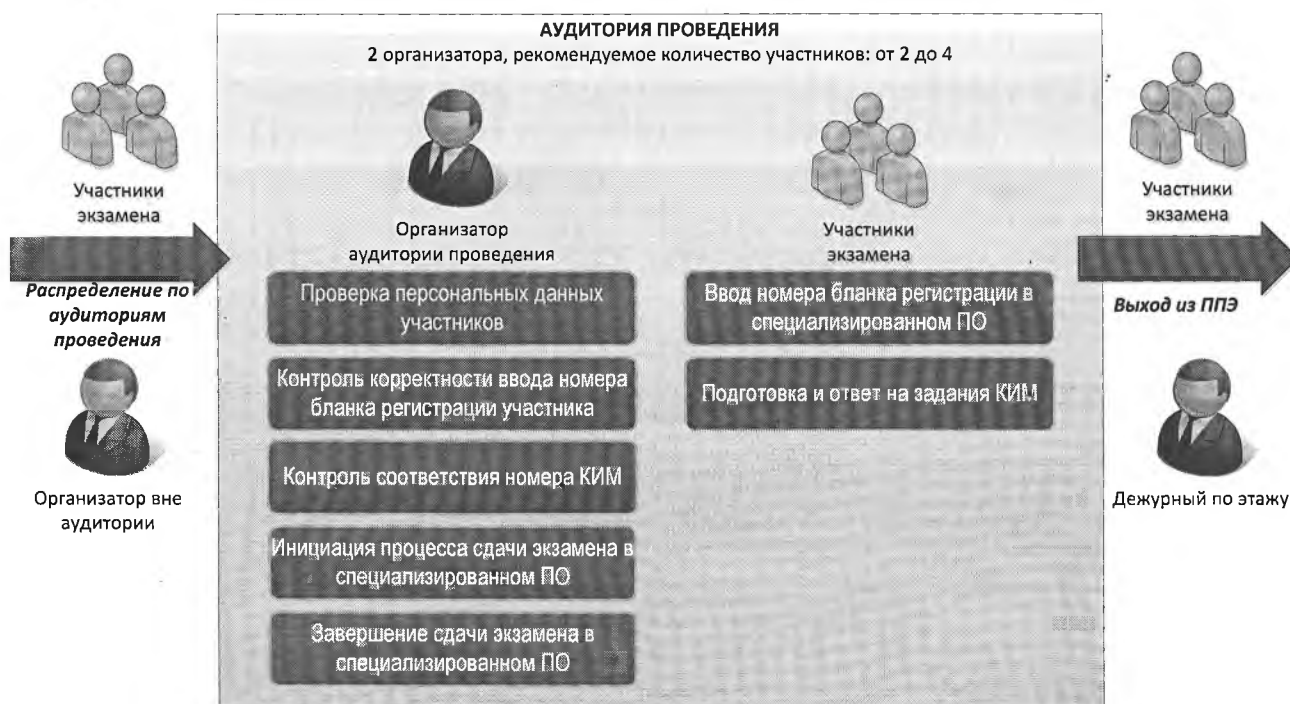 АУДИТОРИЯ ПРОВЕДЕНИЯ
2 организатора, рекомендуемое количество участников: от 2 до 4
Участники
экзамена
Распределение по
аудиториям
проведения
Организатор вне
аудитории
Организатор
аудитории проведения
Проверка персональных данных
участников
Контроль корректности ввода номера
бланка регистрации участника
Контроль соответствия номера КИМ
Инициация процесса сдачи экзамена в
специализированном ПО
Завершение сдачи экзамена в
специализированном ПО
Участники
экзамена
Ввод номера бланка регистрации в
специализированном ПО
Подготовка и ответ на задания КИМ
Участники
экзамена
Выход из ППЭ
Дежурный по этажу